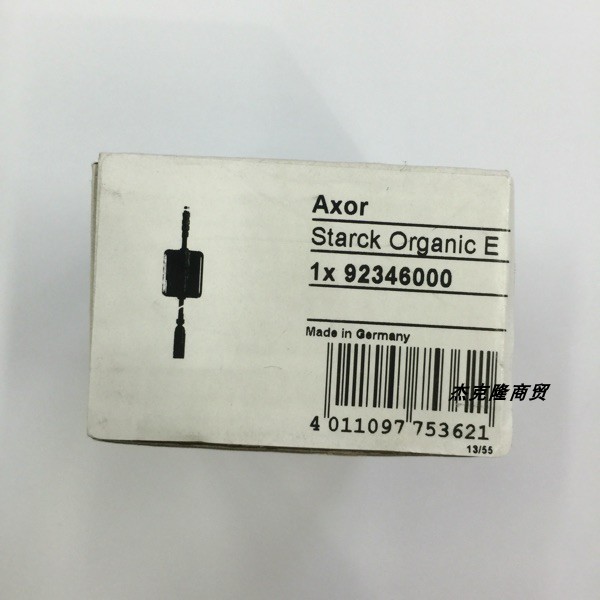 Axor
Starck Organic E
1x 92346000
Made in Germany
杰克隆商贸
4 011097 753621
13/55